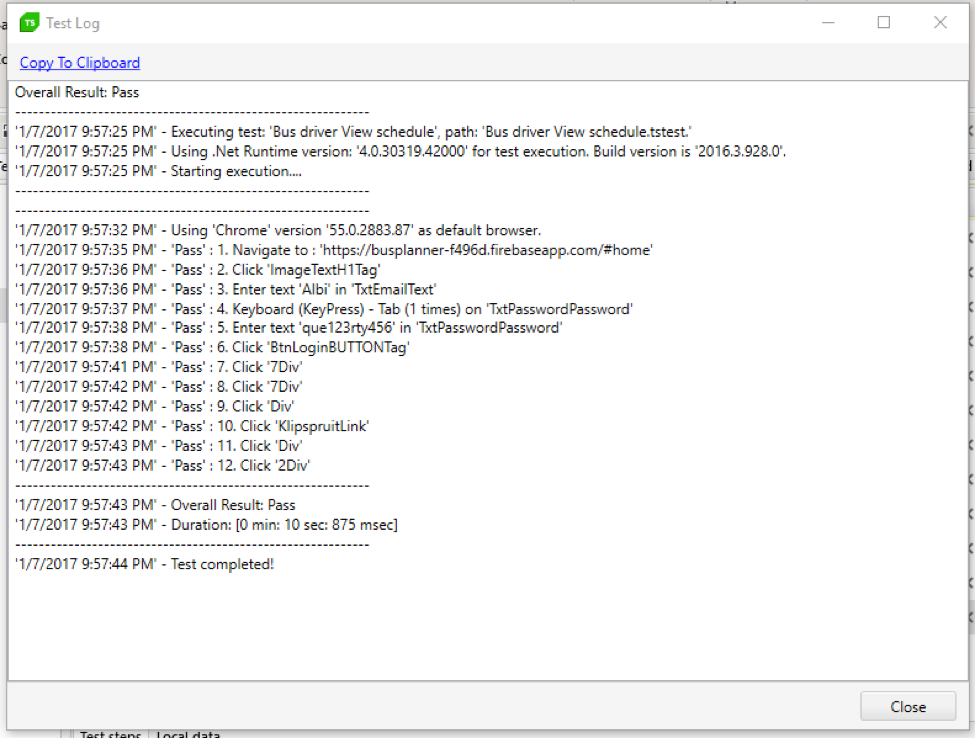 TS Test Log
Copy To Clipboard
Overall Result: Pass
------------------------------------------------------------
'1/7/2017 9:57:25 PM' - Executing test: 'Bus driver View schedule', path: 'Bus driver View schedule.tstest.'
'1/7/2017 9:57:25 PM' - Using .Net Runtime version: '4.0.30319.42000' for test execution. Build version is '2016.3.928.0'.
'1/7/2017 9:57:25 PM' - Starting execution....
------------------------------------------------------------
------------------------------------------------------------
'1/7/2017 9:57:32 PM' - Using 'Chrome' version '55.0.2883.87' as default browser.
'1/7/2017 9:57:35 PM' - 'Pass' : 1. Navigate to : 'https://busplanner-f496d.firebaseapp.com/#home'
'1/7/2017 9:57:36 PM' - 'Pass' : 2. Click 'ImageTextH1Tag'
'1/7/2017 9:57:36 PM' - 'Pass' : 3. Enter text 'Albi' in 'TxtEmailText'
'1/7/2017 9:57:37 PM' - 'Pass' : 4. Keyboard (KeyPress) - Tab (1 times) on 'TxtPasswordPassword'
'1/7/2017 9:57:38 PM' - 'Pass' : 5. Enter text 'que123rty456' in 'TxtPasswordPassword'
'1/7/2017 9:57:38 PM' - 'Pass' : 6. Click 'BtnLoginBUTTONTag'
'1/7/2017 9:57:41 PM' - 'Pass' : 7. Click '7Div'
'1/7/2017 9:57:42 PM' - 'Pass' : 8. Click '7Div'
'1/7/2017 9:57:42 PM' - 'Pass' : 9. Click 'Div'
'1/7/2017 9:57:42 PM' - 'Pass' : 10. Click 'KlipspruitLink'
'1/7/2017 9:57:43 PM' - 'Pass' : 11. Click 'Div'
'1/7/2017 9:57:43 PM' - 'Pass' : 12. Click '2Div'
------------------------------------------------------------
'1/7/2017 9:57:43 PM' - Overall Result: Pass
'1/7/2017 9:57:43 PM' - Duration: [0 min: 10 sec: 875 msec]
------------------------------------------------------------
'1/7/2017 9:57:44 PM' - Test completed!
Close
Test steps Local data